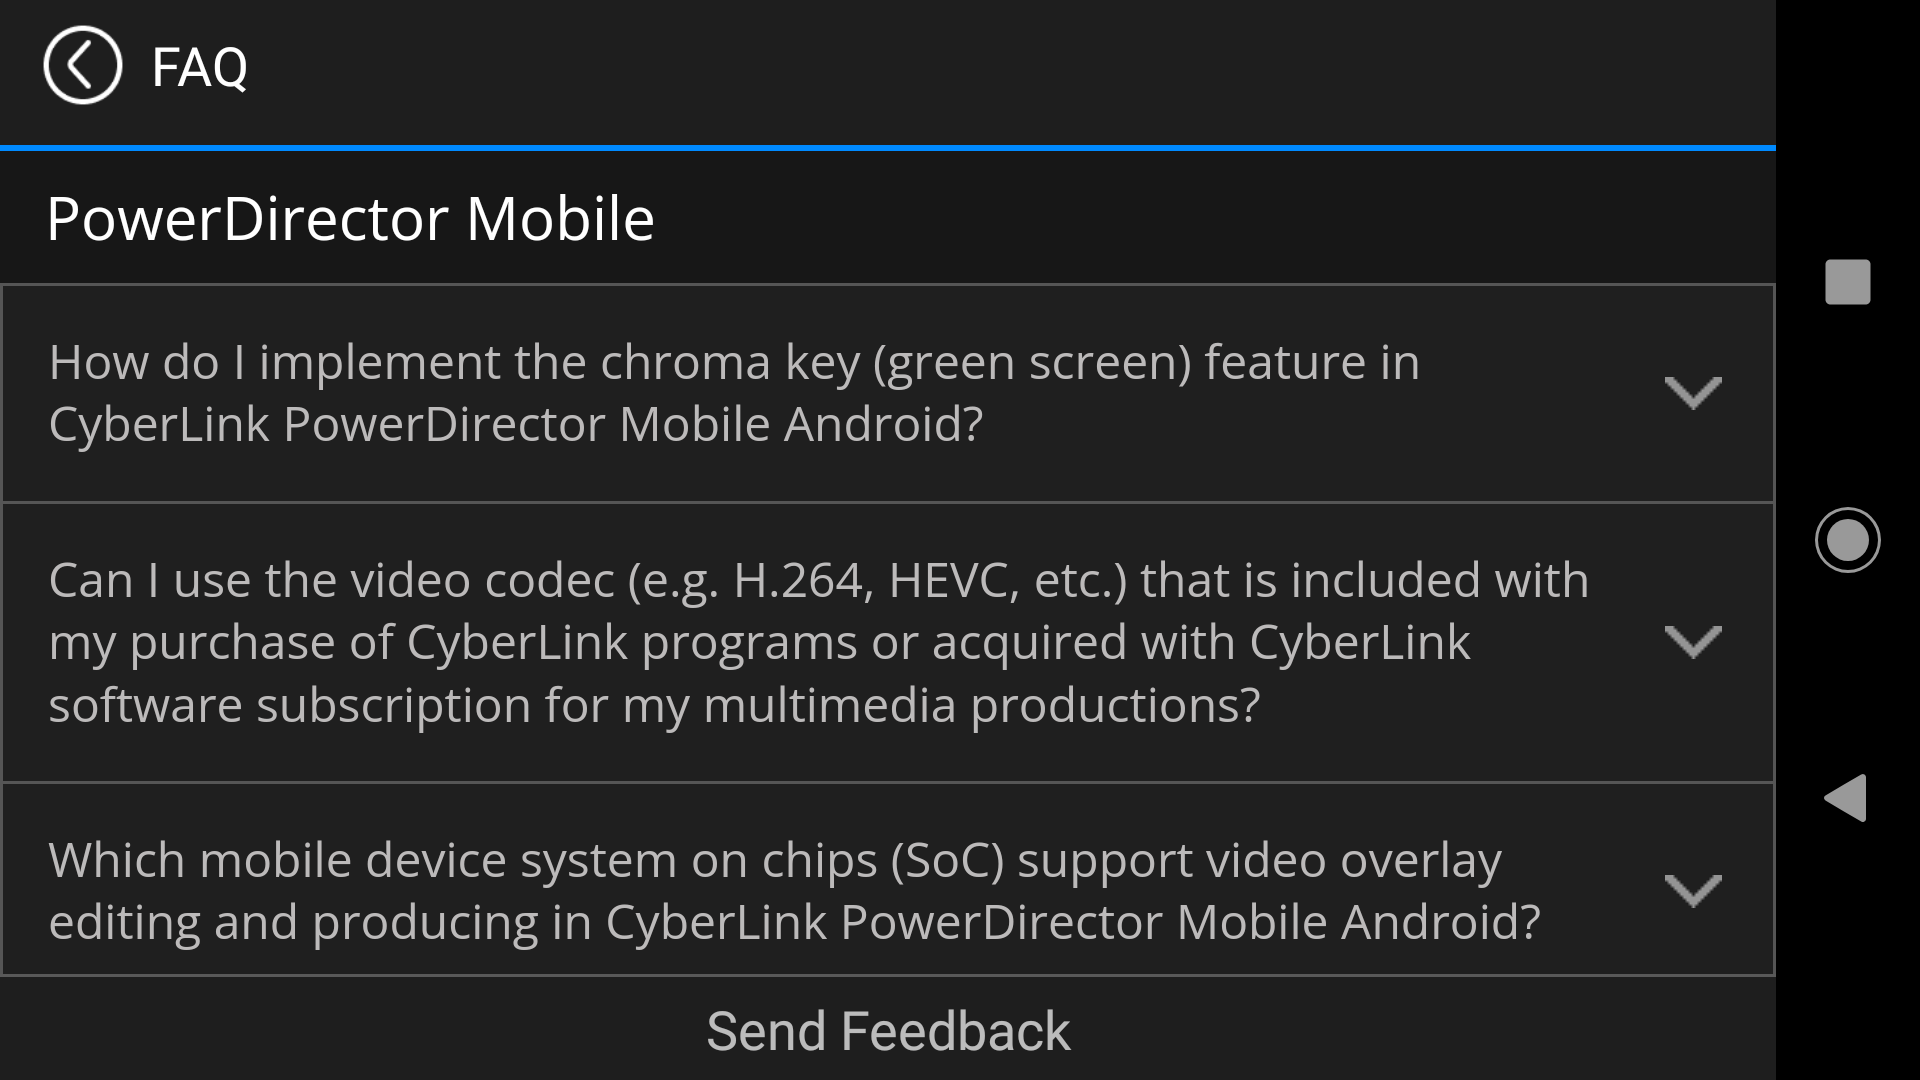 FAQ
PowerDirector Mobile
How do I implement the chroma key (green screen) feature in
CyberLink PowerDirector Mobile Android?
Can I use the video codec (e.g. H.264, HEVC, etc.) that is included with
my purchase of CyberLink programs or acquired with CyberLink
software subscription for my multimedia productions?
Which mobile device system on chips (SoC) support video overlay
editing and producing in CyberLink PowerDirector Mobile Android?
Send Feedback